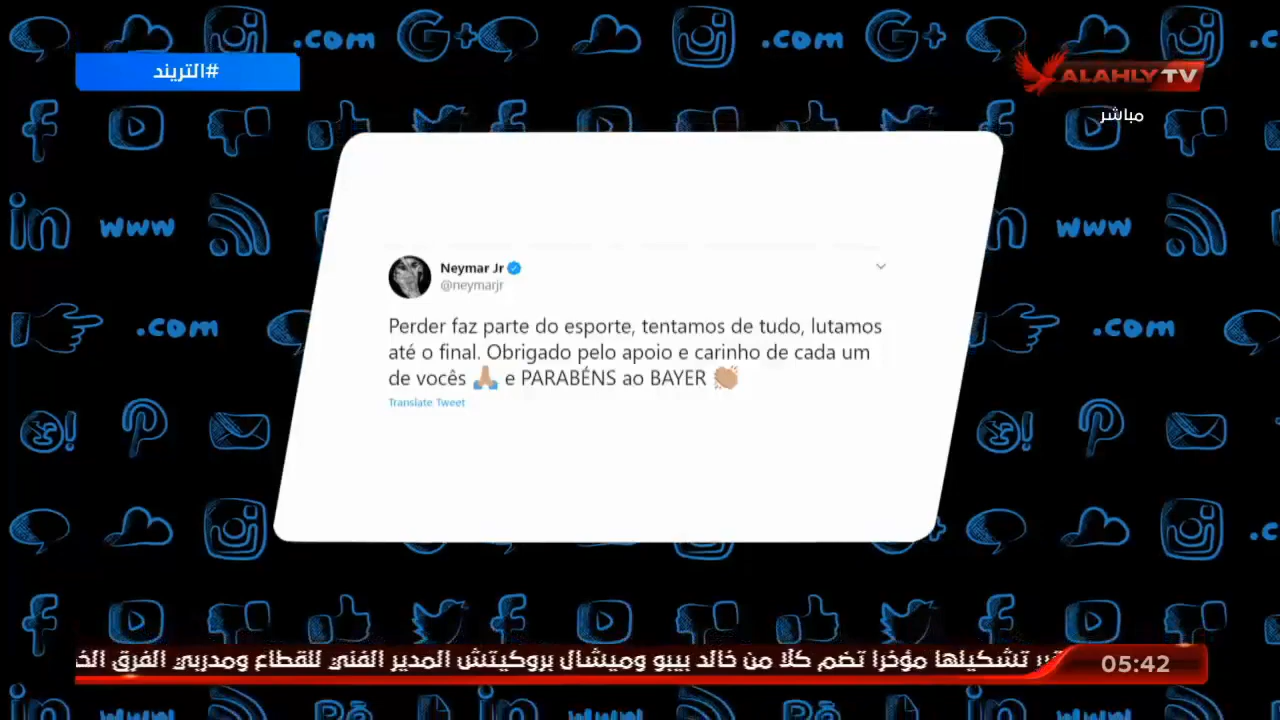 #التريند
ALAHLY TV
مباشر
Neymar Jr
@neymarjr
Perder faz parte do esporte, tentamos de tudo, lutamos
até o final. Obrigado pelo apoio e carinho de cada um
de vocês 🙏🏼 e PARABÉNS ao BAYER 👏🏼
Translate Tweet
تشكيلها مؤخرا تضم كلا من خالد بيبو وميشال بروكيتش المدير الفني للقطاع ومدربي الفرق
05:42